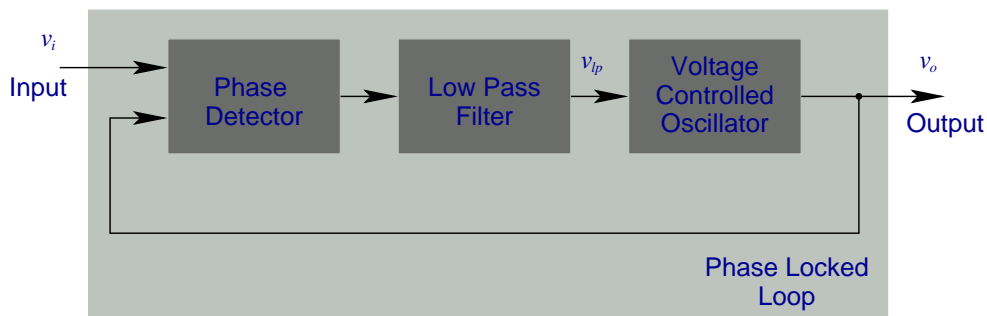 v_i
Input
Phase
Detector
Low Pass
Filter
v_lp
Voltage
Controlled
Oscillator
v_o
Output
Phase Locked
Loop